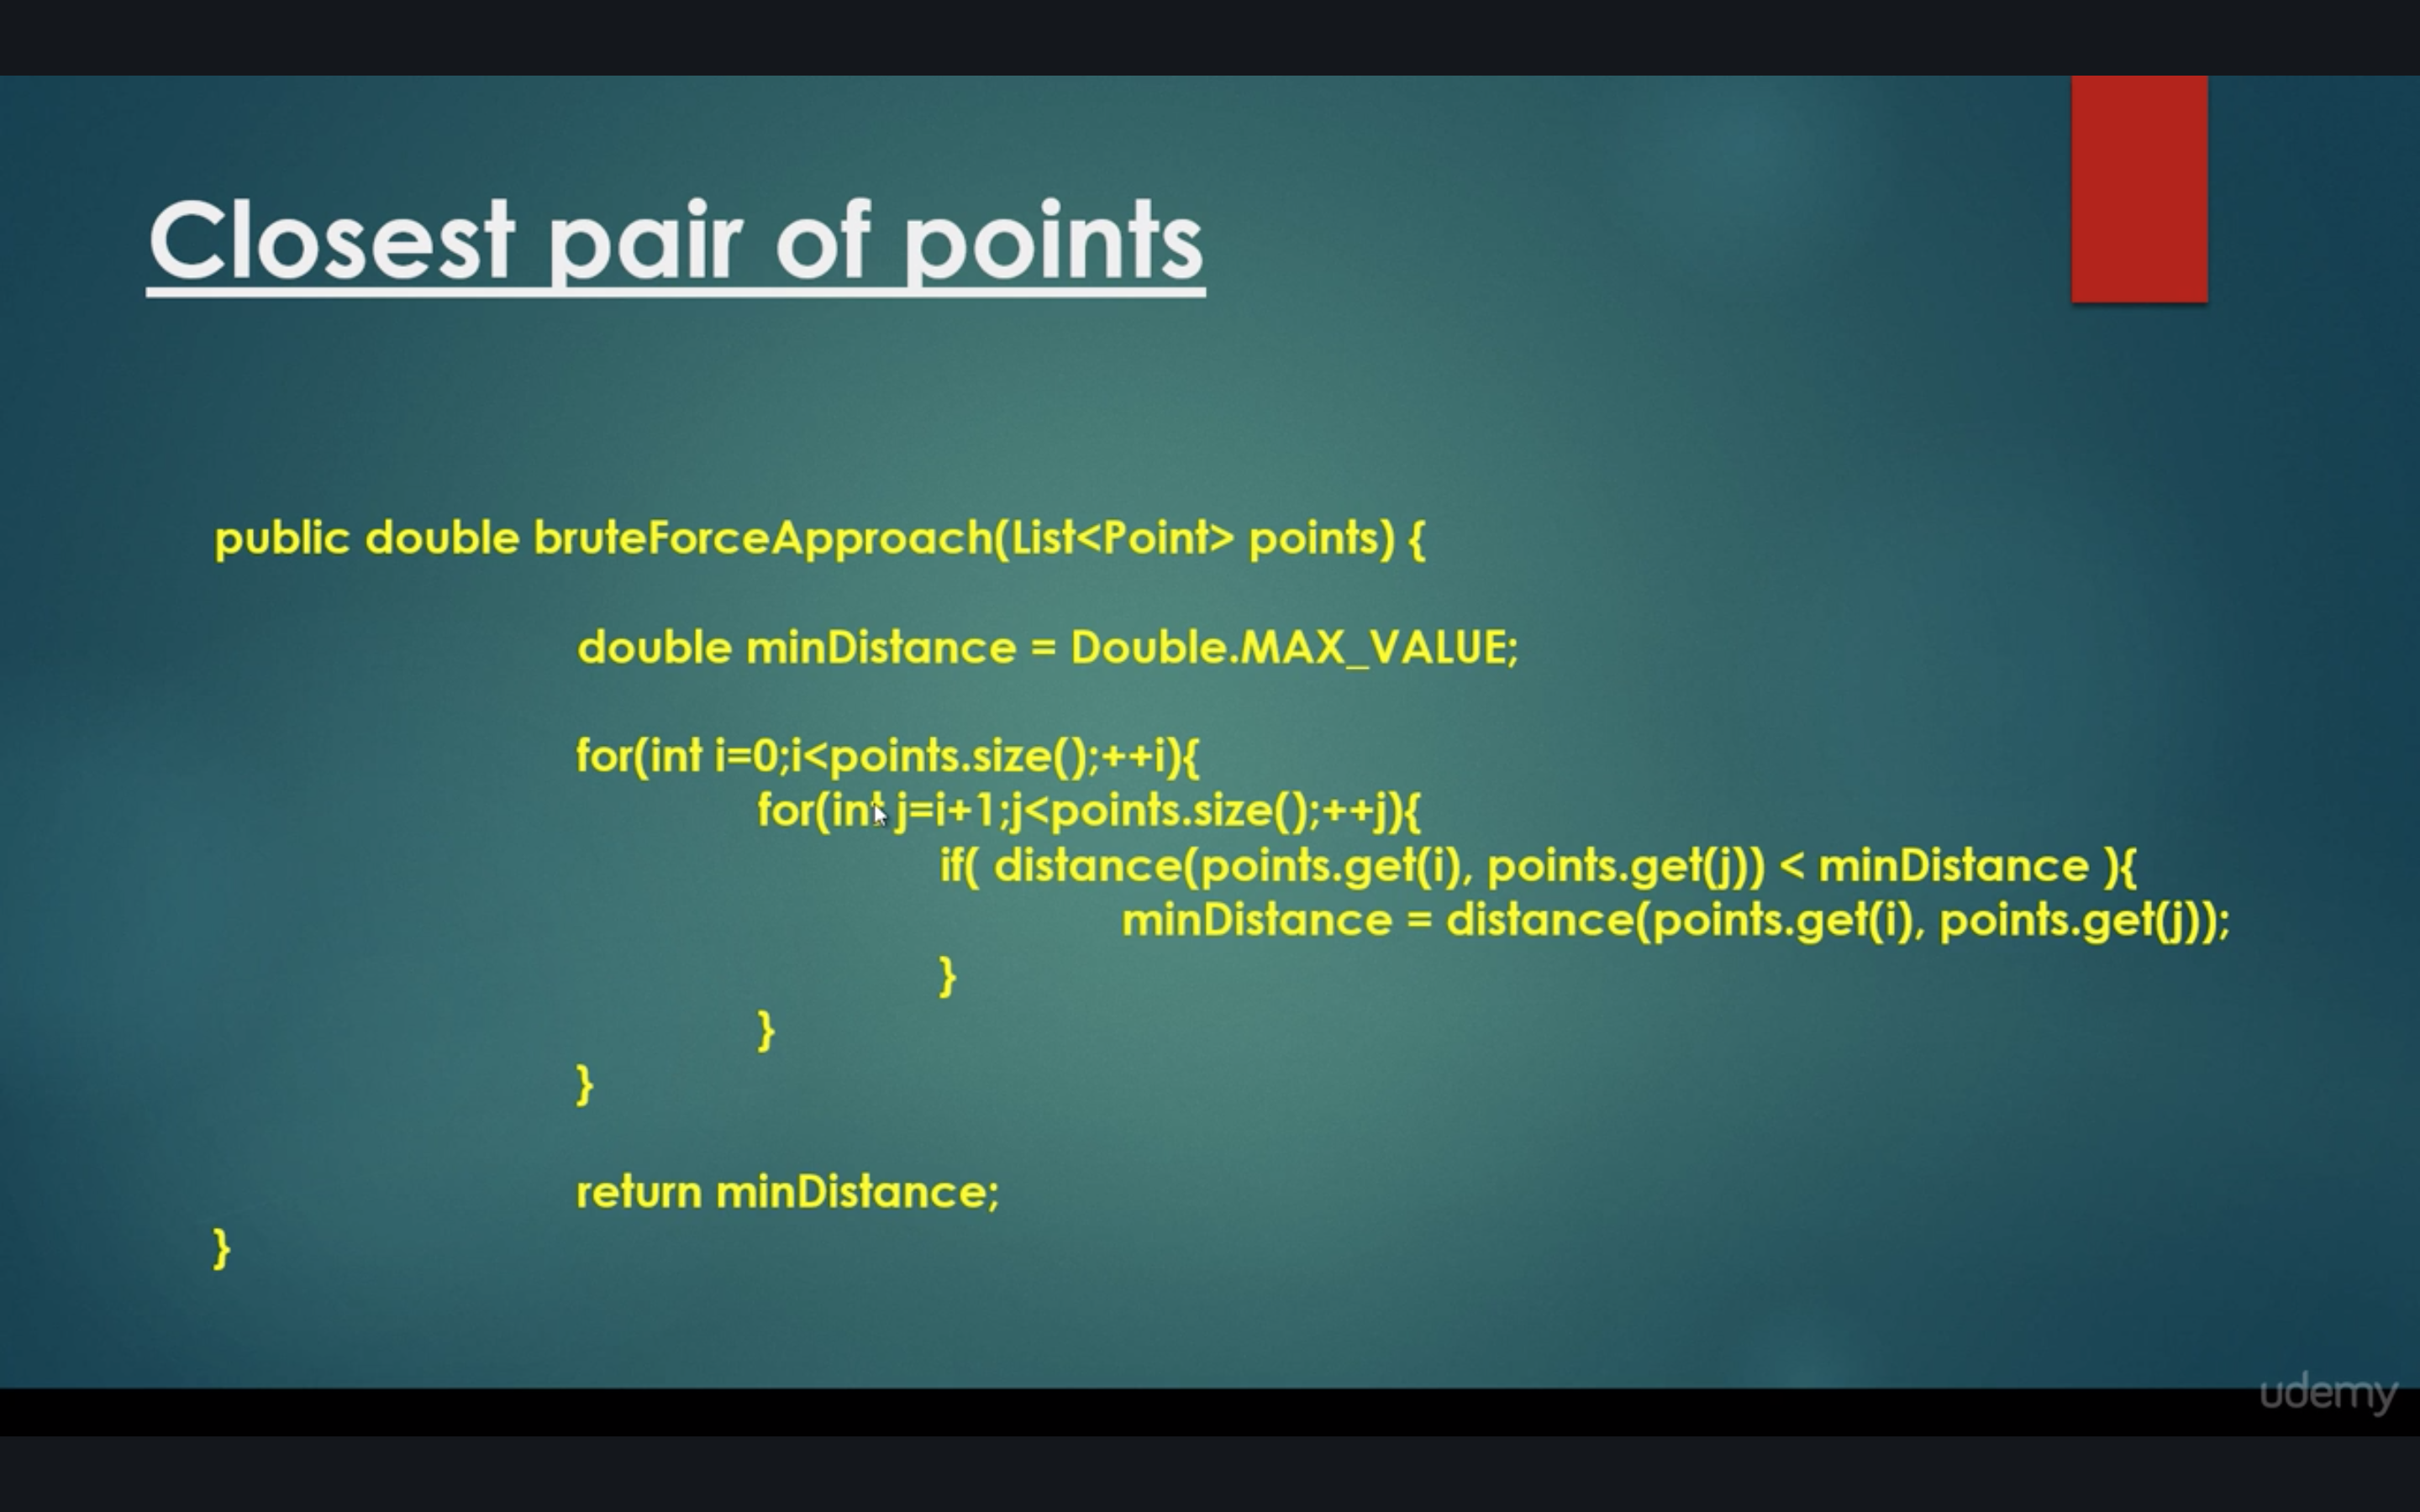 Closest pair of points
public double bruteForceApproach(List<Point> points) {
double minDistance = Double.MAX_VALUE;
for(int i=0;i<points.size();++i){
for(int j=i+1;j<points.size();++j){
if( distance(points.get(i), points.get(j)) < minDistance ){
minDistance = distance(points.get(i), points.get(j));
}
}
}
return minDistance;
}
udemy